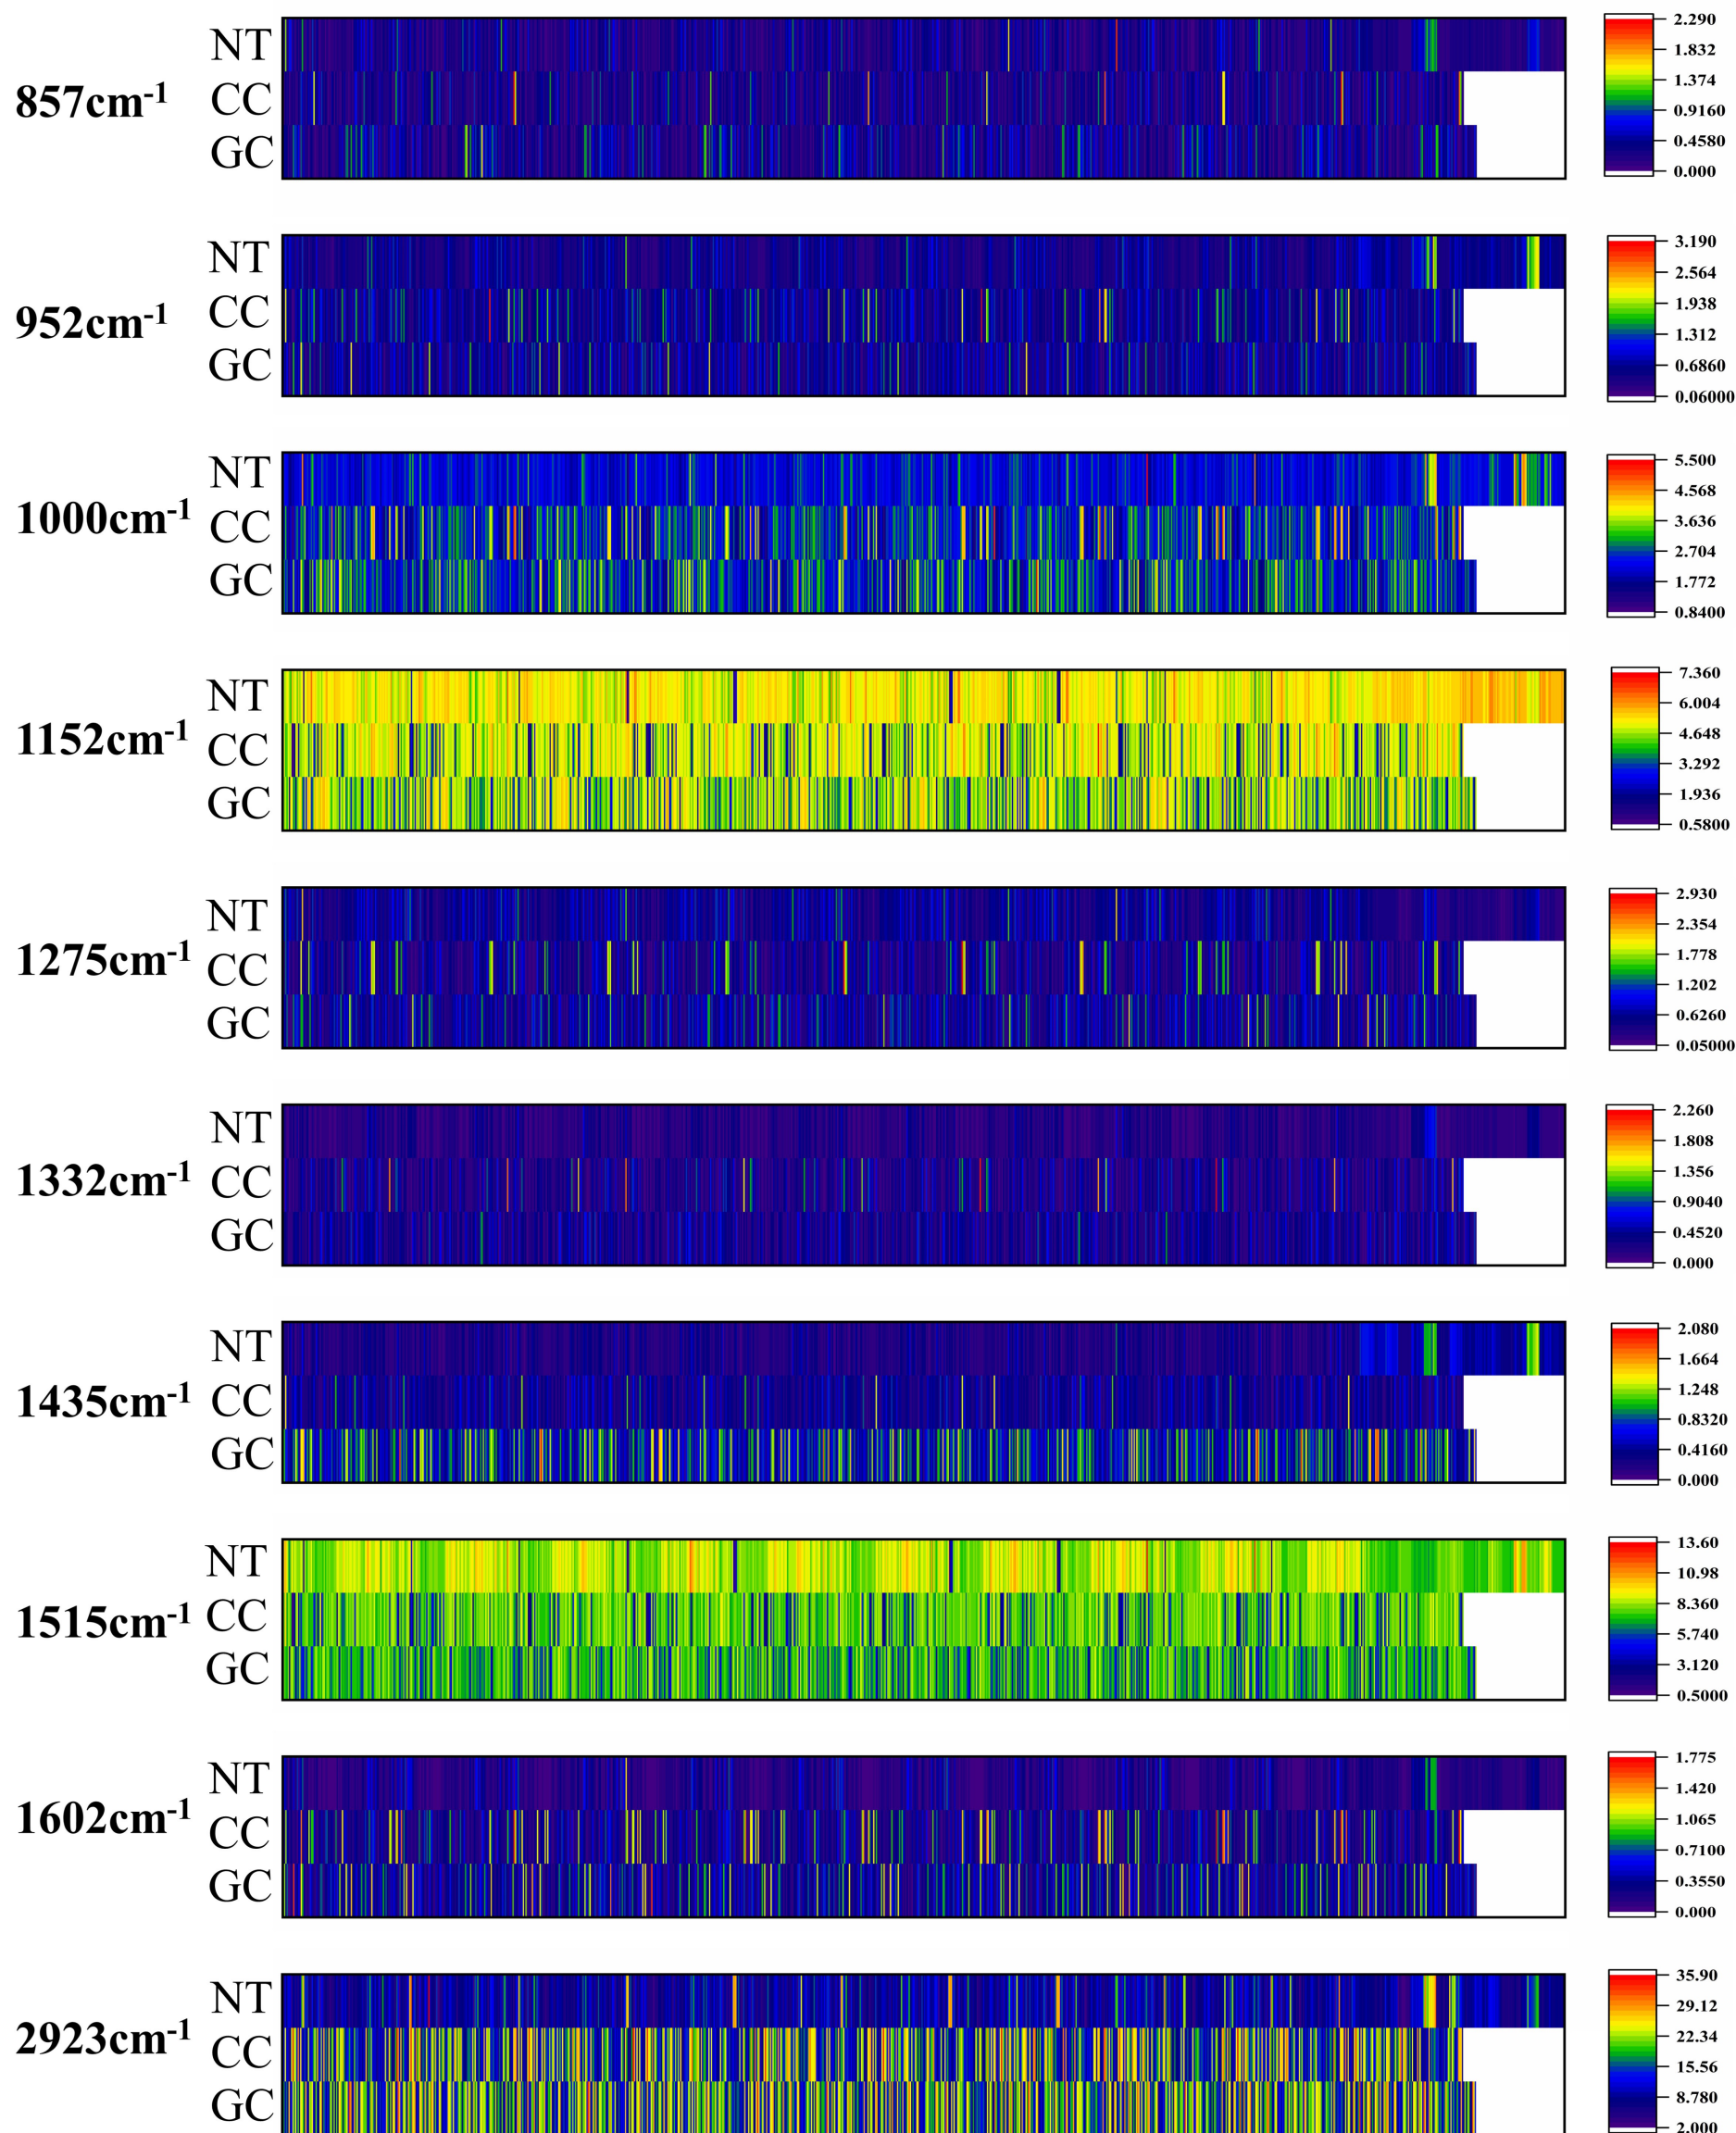 857cm-1
NT
CC
GC
2.290
1.832
1.374
0.9160
0.4580
0.000
952cm-1
NT
CC
GC
3.190
2.564
1.938
1.312
0.6860
0.06000
1000cm-1
NT
CC
GC
5.500
4.568
3.636
2.704
1.772
0.8400
1152cm-1
NT
CC
GC
7.360
6.004
4.648
3.292
1.936
0.5800
1275cm-1
NT
CC
GC
2.930
2.354
1.778
1.202
0.6260
0.05000
1332cm-1
NT
CC
GC
2.260
1.808
1.356
0.9040
0.4520
0.000
1435cm-1
NT
CC
GC
2.080
1.664
1.248
0.8320
0.4160
0.000
1515cm-1
NT
CC
GC
13.60
10.98
8.360
5.740
3.120
0.5000
1602cm-1
NT
CC
GC
1.775
1.420
1.065
0.7100
0.3550
0.000
2923cm-1
NT
CC
GC
35.90
29.12
22.34
15.56
8.780
2.000